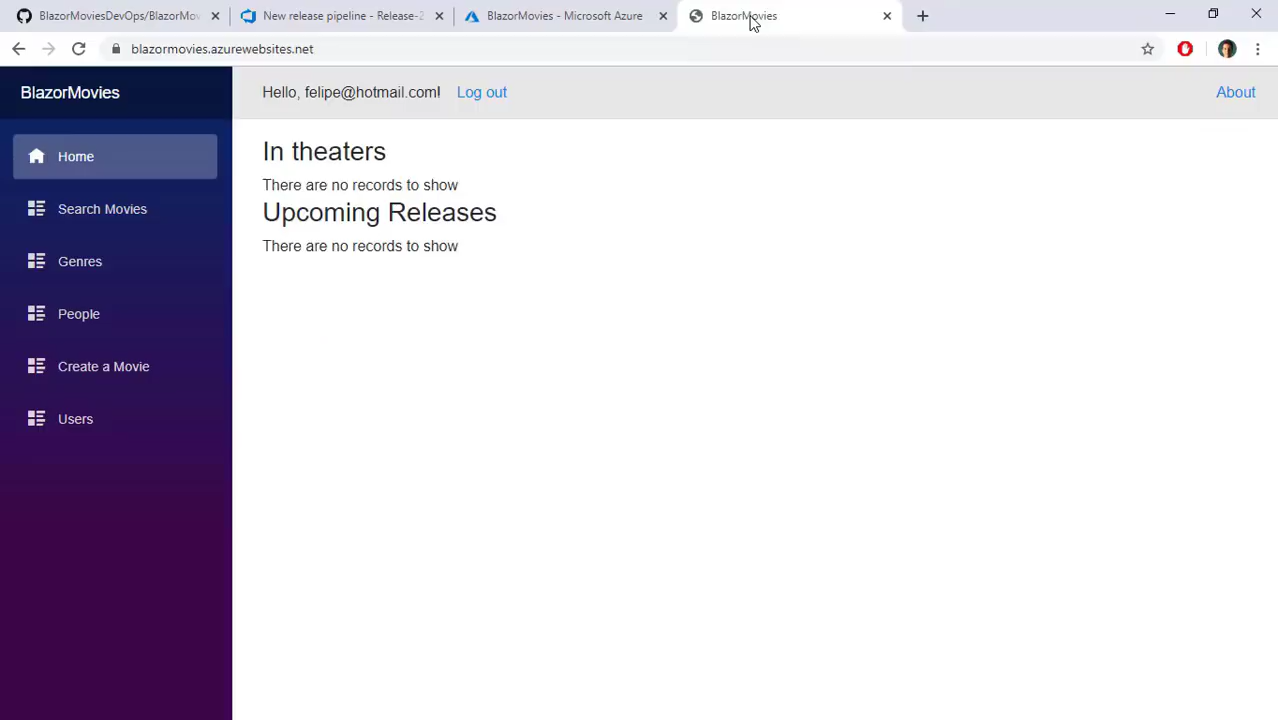 BlazorMoviesDevOps/BlazorMov
New release pipeline - Release-2
BlazorMovies - Microsoft Azure
BlazorMovies
blazormovies.azurewebsites.net
BlazorMovies
Hello, felipe@hotmail.com!
Log out
About
Home
Search Movies
Genres
People
Create a Movie
Users
In theaters
There are no records to show
Upcoming Releases
There are no records to show